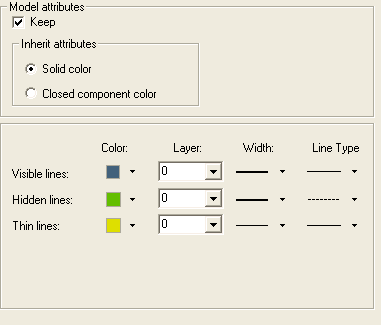 Model attributes
Keep
Inherit attributes
Solid color
Closed component color
Color: Layer: Width: Line Type
Visible lines: 0
Hidden lines: 0
Thin lines: 0